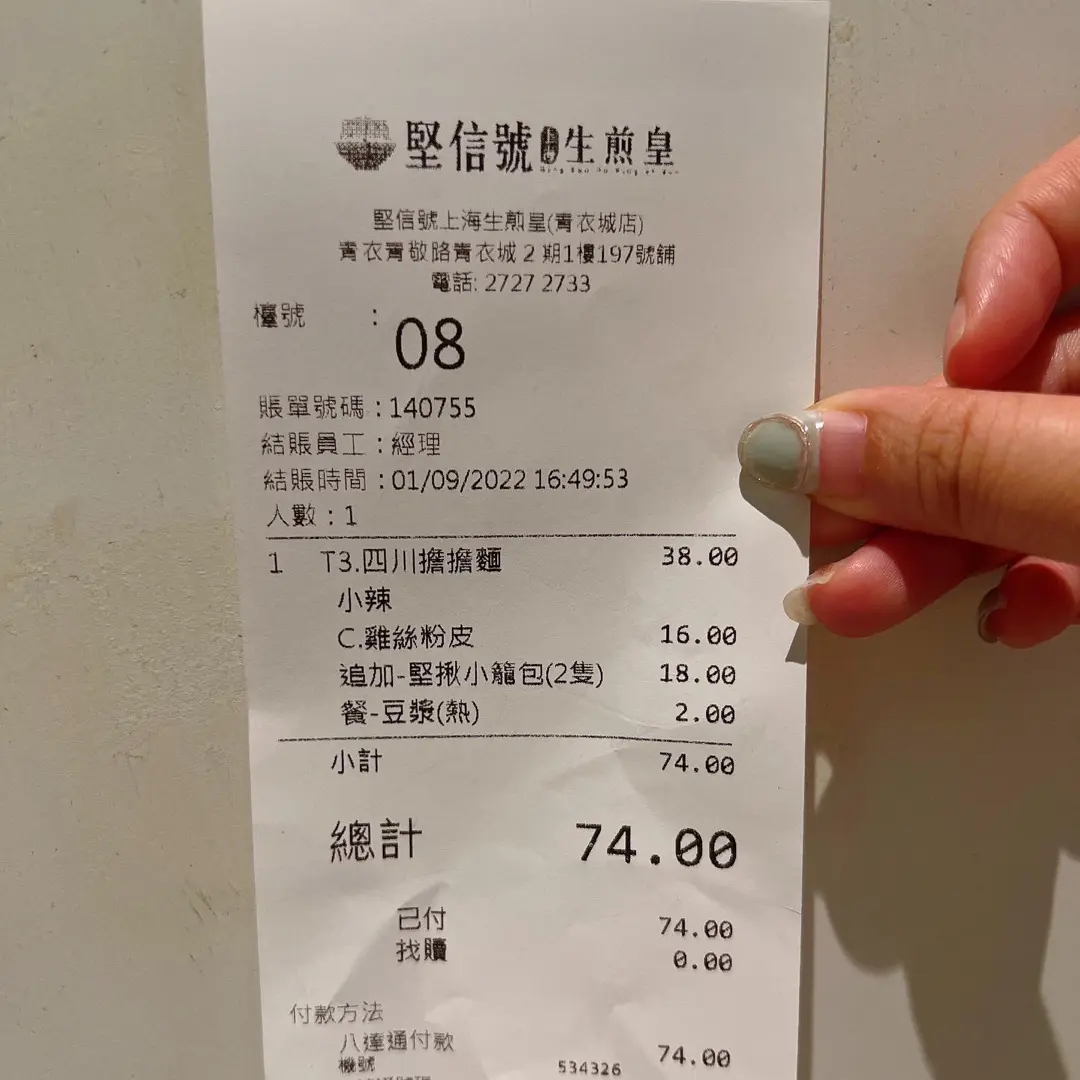 堅信號上海生煎皇
堅信號上海生煎皇(青衣城店)
青衣青敬路青衣城 2 期1樓197號舖
電話: 2727 2733
檯號 : 08
賬單號碼 : 140755
結賬員工 : 經理
結賬時間 : 01/09/2022 16:49:53
人數 : 1
1 T3.四川擔擔麵 38.00
小辣
C.雞絲粉皮 16.00
追加-堅揪小籠包(2隻) 18.00
餐-豆漿(熱) 2.00
小計 74.00
總計 74.00
已付 74.00
找贖 0.00
付款方法
八達通付款 74.00
機號 534326